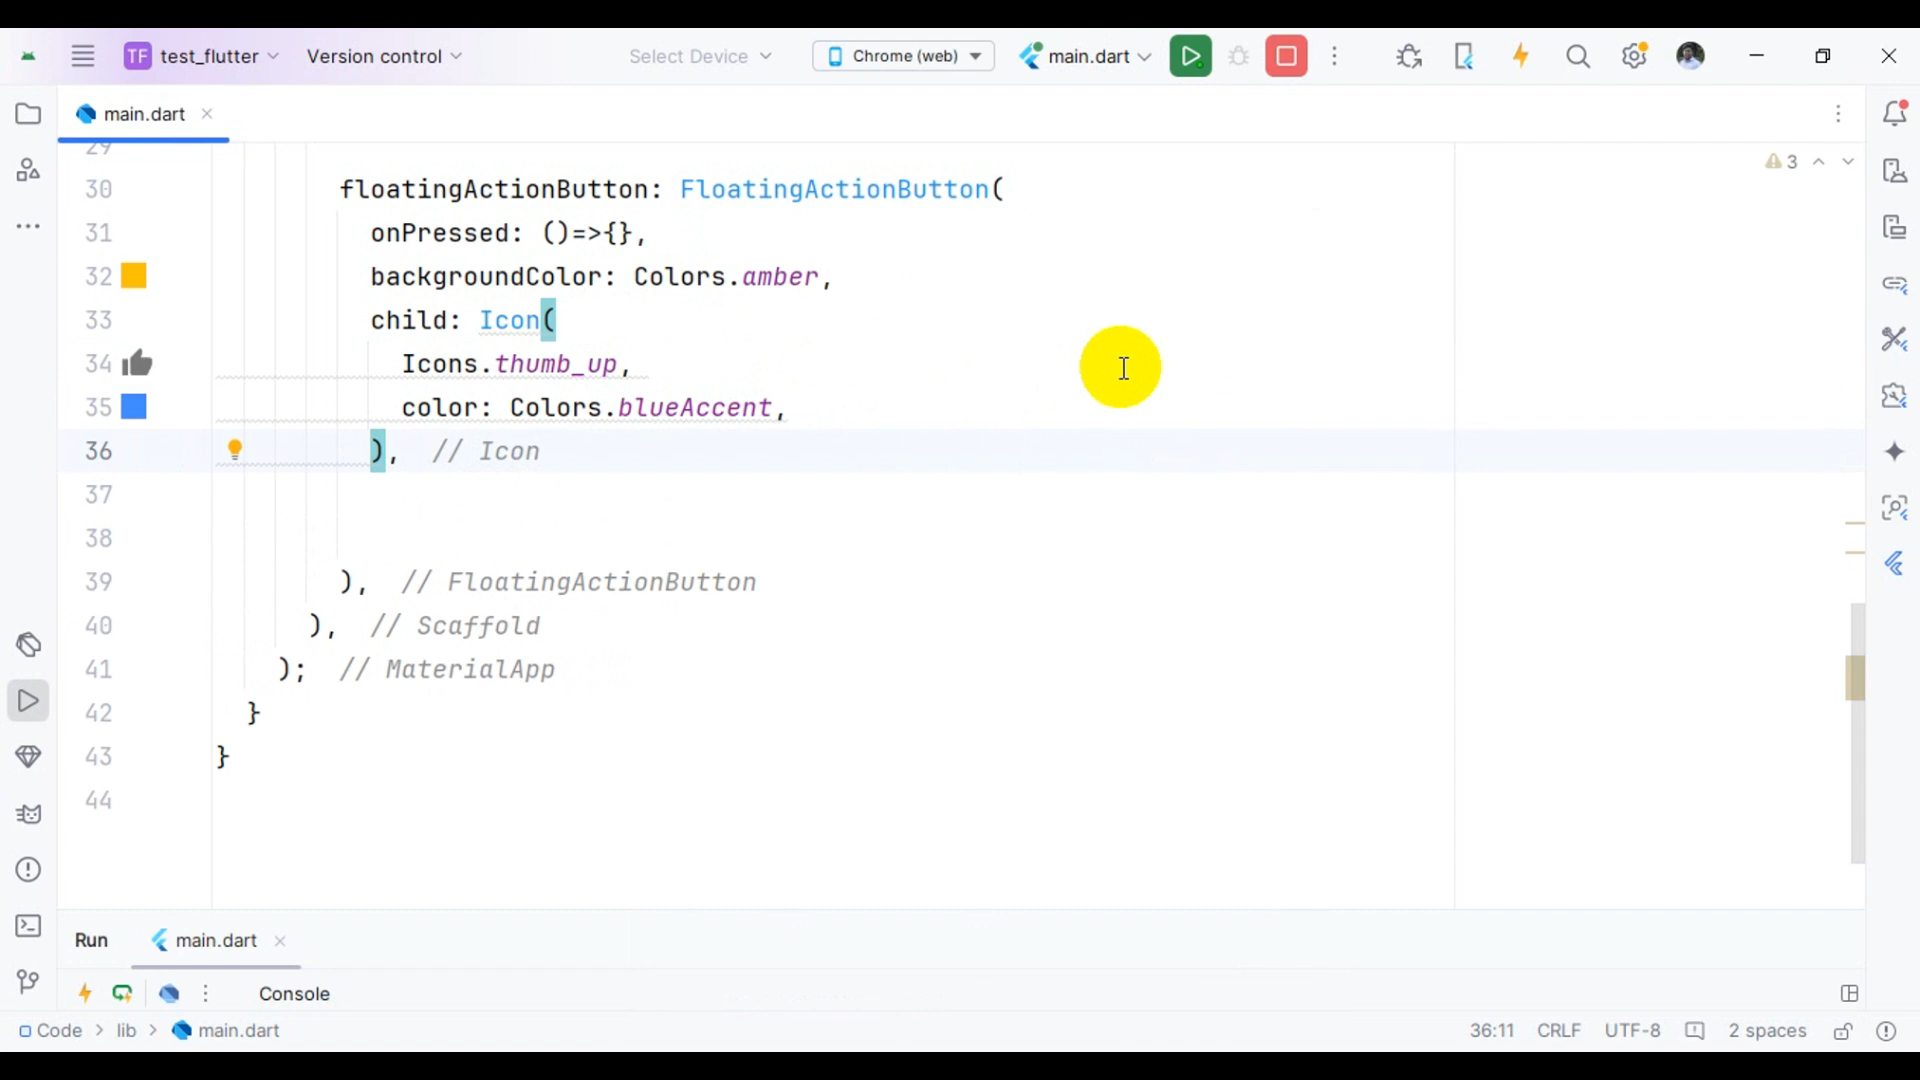 TF test_flutter Version control Select Device Chrome (web) main.dart
main.dart
29
3
30 floatingActionButton: FloatingActionButton(
31 onPressed: ()=>{},
32 backgroundColor: Colors.amber,
33 child: Icon(
34 Icons.thumb_up,
35 color: Colors.blueAccent,
36 ), // Icon
37
38
39 ), // FloatingActionButton
40 ), // Scaffold
41 ); // MaterialApp
42 }
43 }
44
Run main.dart
Console
Code > lib > main.dart 36:11 CRLF UTF-8 2 spaces